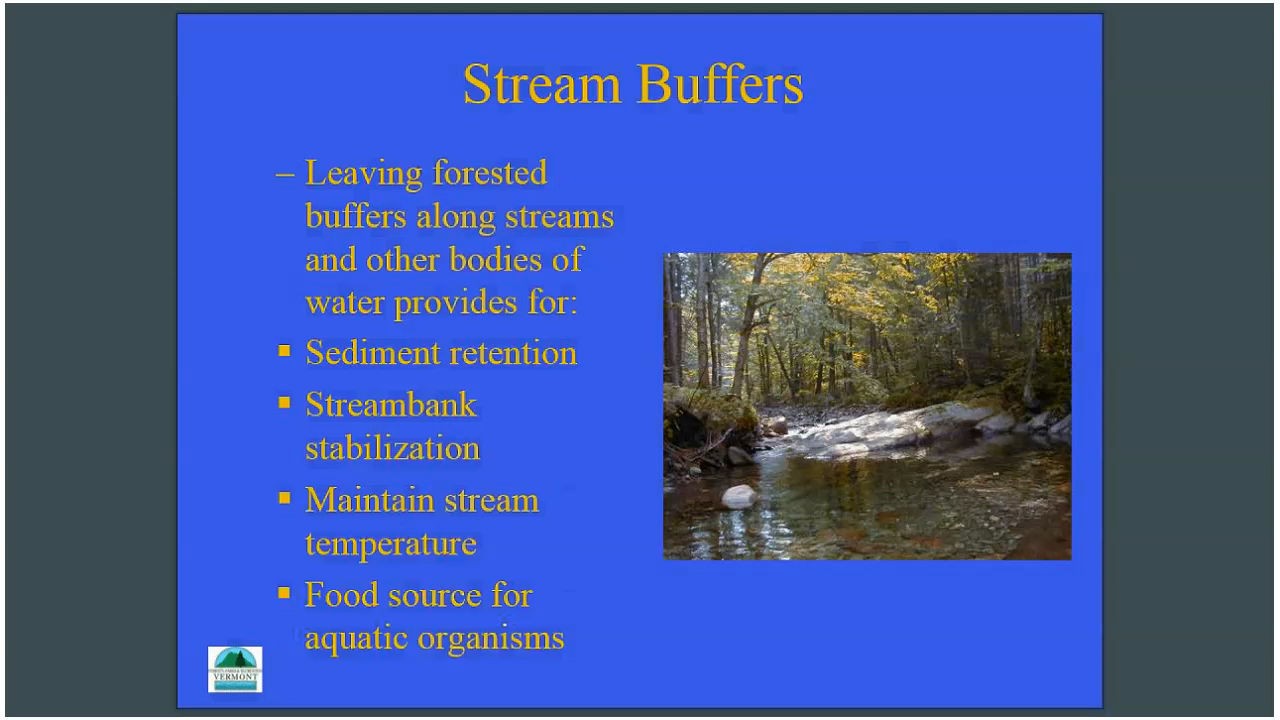 Stream Buffers
– Leaving forested
buffers along streams
and other bodies of
water provides for:
▪ Sediment retention
▪ Streambank
stabilization
▪ Maintain stream
temperature
▪ Food source for
aquatic organisms
VERMONT